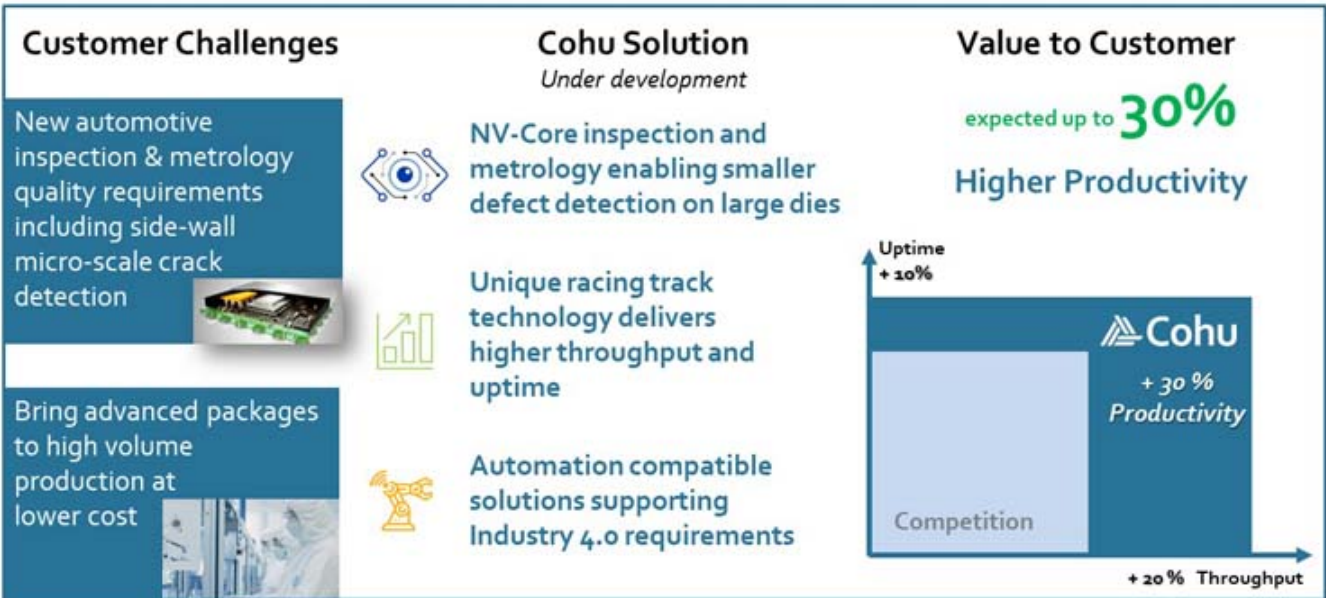 Customer Challenges
New automotive
inspection & metrology
quality requirements
including side-wall
micro-scale crack
detection
Bring advanced packages
to high volume
production at
lower cost
Cohu Solution
Under development
NV-Core inspection and
metrology enabling smaller
defect detection on large dies
Unique racing track
technology delivers
higher throughput and
uptime
Automation compatible
solutions supporting
Industry 4.0 requirements
Value to Customer
expected up to 30%
Higher Productivity
Uptime
+ 10%
Cohu
+ 30 %
Productivity
Competition
+ 20 % Throughput